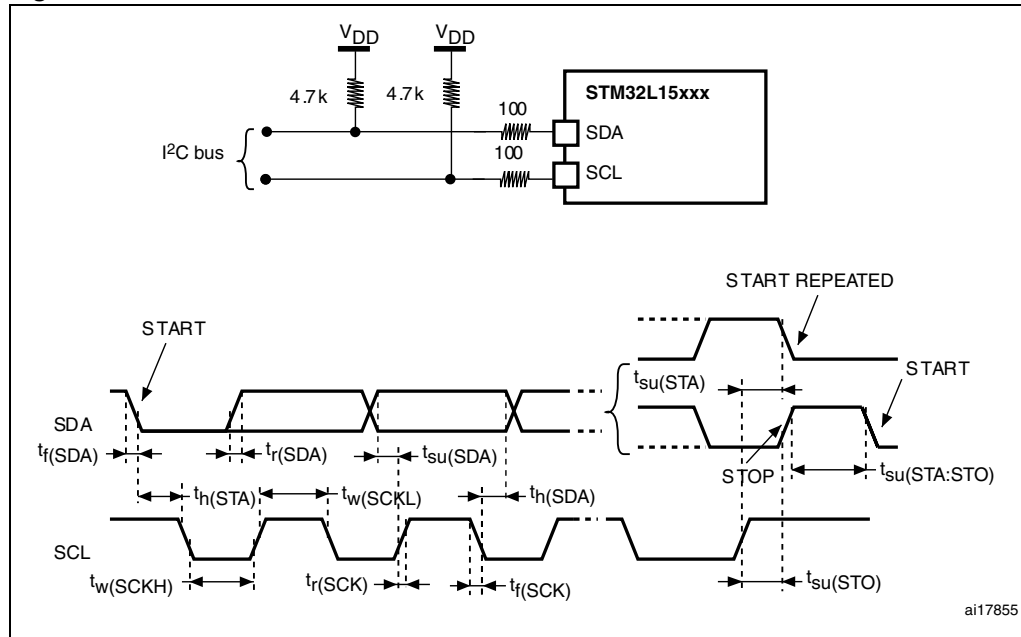 VDD VDD
4.7k 4.7k
STM32L15xxx
100
SDA
I²C bus
100
SCL
START REPEATED
START
START
tsu(STA)
SDA
tf(SDA) tr(SDA) tsu(SDA)
STOP
tsu(STA:STO)
th(STA) tw(SCKL) th(SDA)
SCL
tw(SCKH) tr(SCK) tf(SCK) tsu(STO)
ai17855